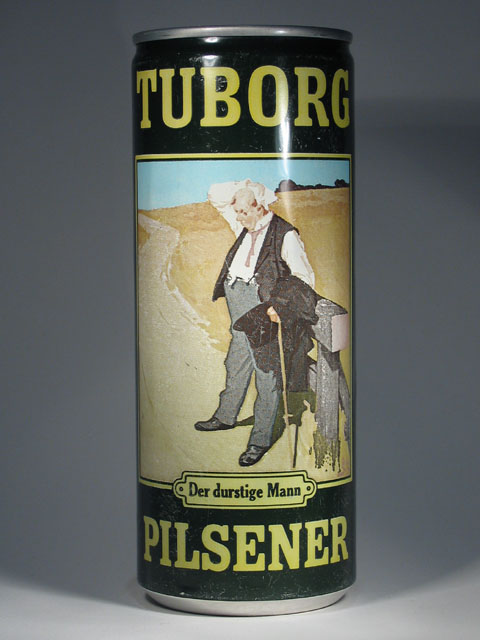 TUBORG
Der durstige Mann
PILSENER